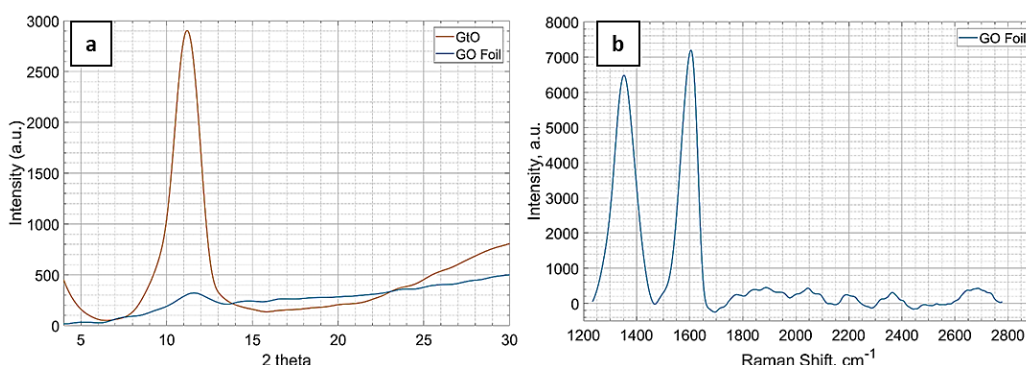 a
GtO
GO Foil
3000
2500
2000
1500
1000
500
0
5
10
15
20
25
30
Intensity (a.u.)
2 theta
b
GO Foil
8000
7000
6000
5000
4000
3000
2000
1000
0
1200 1400 1600 1800 2000 2200 2400 2600 2800
Intensity, a.u.
Raman Shift, cm⁻¹